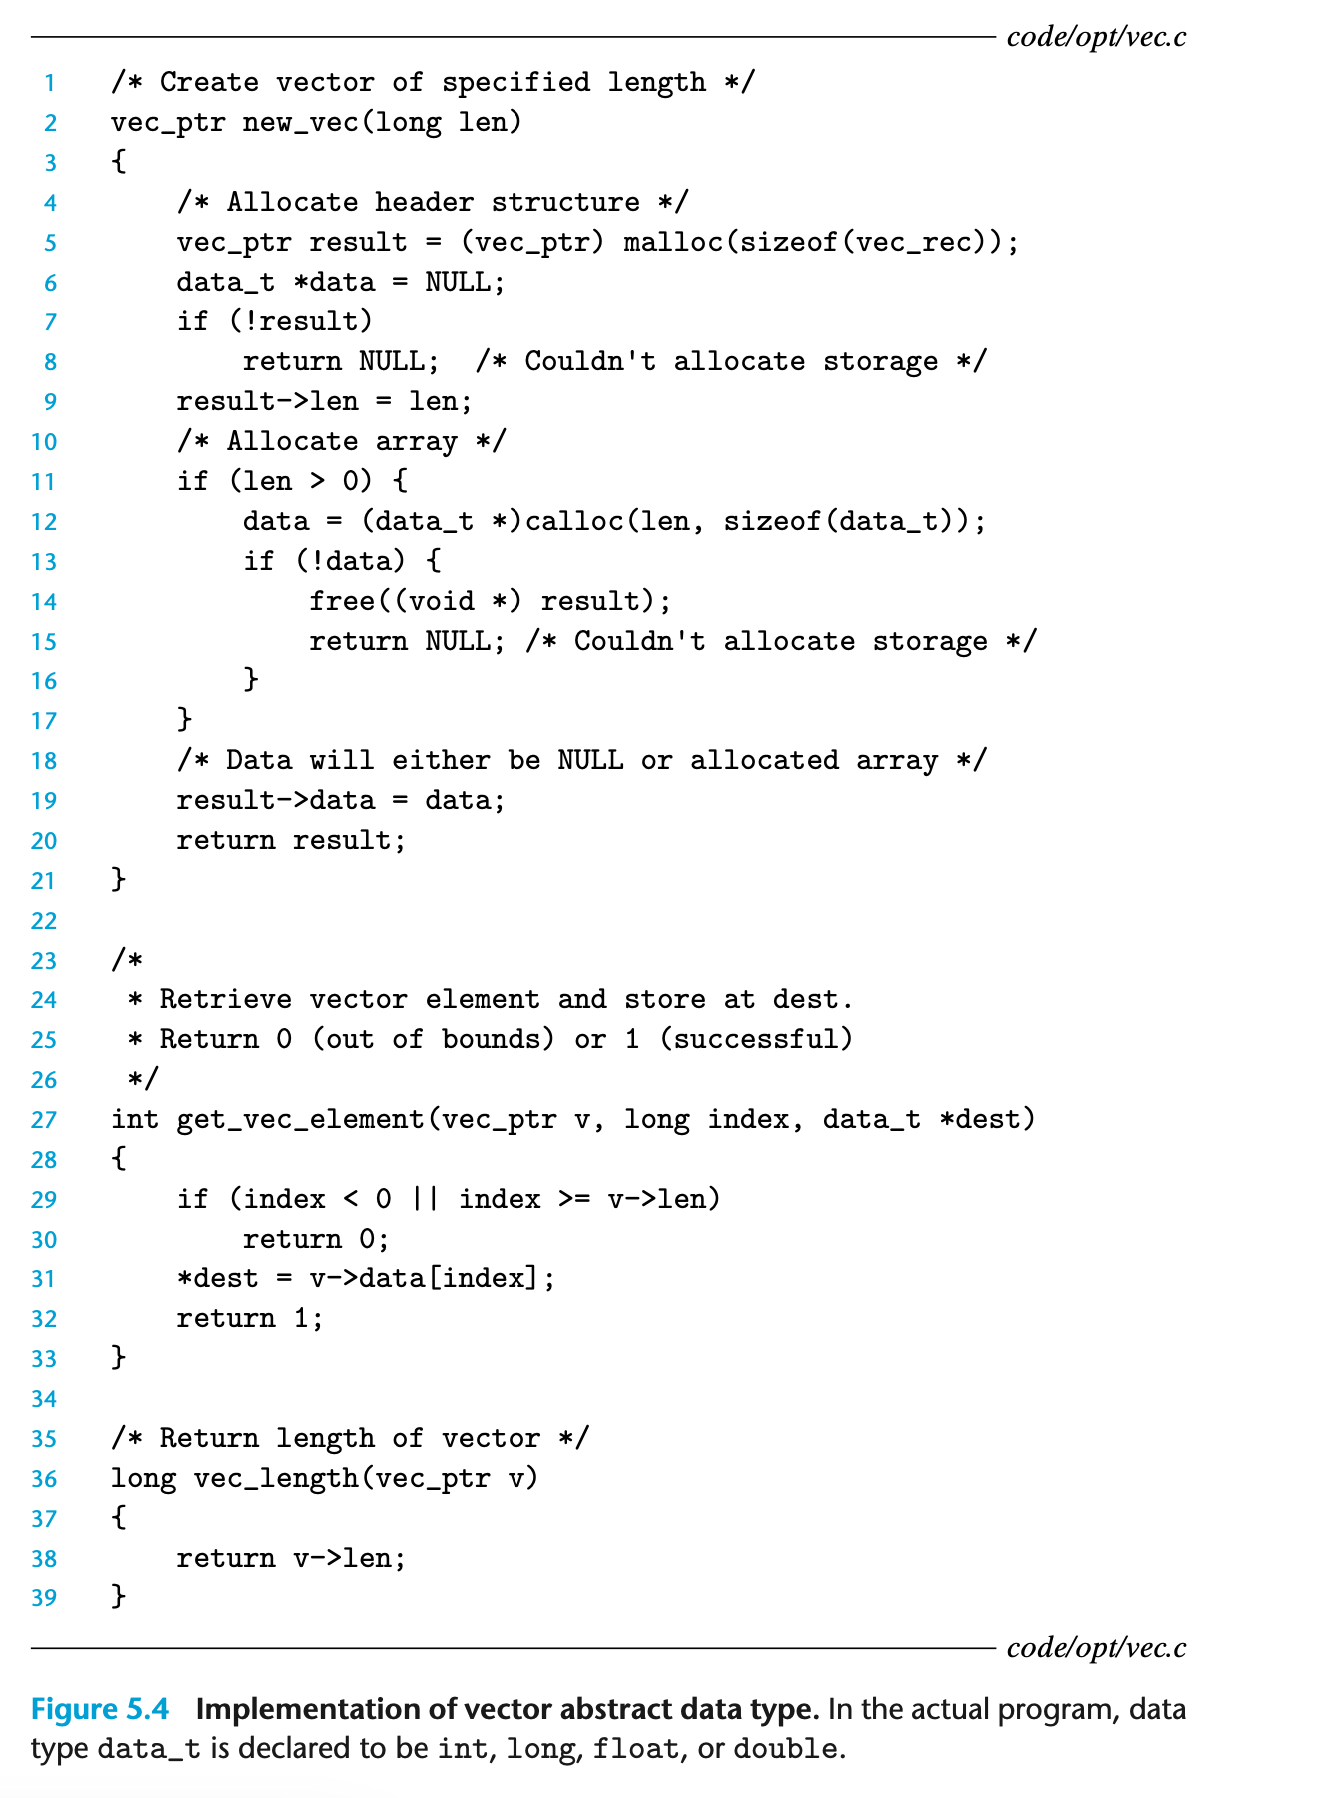 code/opt/vec.c
1 /* Create vector of specified length */
2 vec_ptr new_vec(long len)
3 {
4     /* Allocate header structure */
5     vec_ptr result = (vec_ptr) malloc(sizeof(vec_rec));
6     data_t *data = NULL;
7     if (!result)
8         return NULL;  /* Couldn't allocate storage */
9     result->len = len;
10     /* Allocate array */
11     if (len > 0) {
12         data = (data_t *)calloc(len, sizeof(data_t));
13         if (!data) {
14             free((void *) result);
15             return NULL; /* Couldn't allocate storage */
16         }
17     }
18     /* Data will either be NULL or allocated array */
19     result->data = data;
20     return result;
21 }
22
23 /*
24  * Retrieve vector element and store at dest.
25  * Return 0 (out of bounds) or 1 (successful)
26  */
27 int get_vec_element(vec_ptr v, long index, data_t *dest)
28 {
29     if (index < 0 || index >= v->len)
30         return 0;
31     *dest = v->data[index];
32     return 1;
33 }
34
35 /* Return length of vector */
36 long vec_length(vec_ptr v)
37 {
38     return v->len;
39 }
code/opt/vec.c
Figure 5.4 Implementation of vector abstract data type. In the actual program, data
type data_t is declared to be int, long, float, or double.